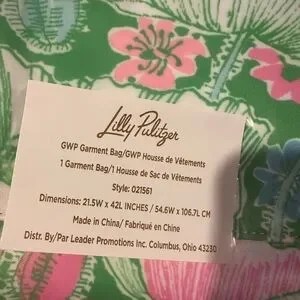 Lilly Pulitzer
GWP Garment Bag/GWP Housse de Vêtements
1 Garment Bag/1 Housse de Sac de Vêtements
Style: 021561
Dimensions: 21.5W x 42L INCHES / 54.6W x 106.7L CM
Made in China/ Fabriqué en Chine
Distr. By/Par Leader Promotions Inc. Columbus, Ohio 43230